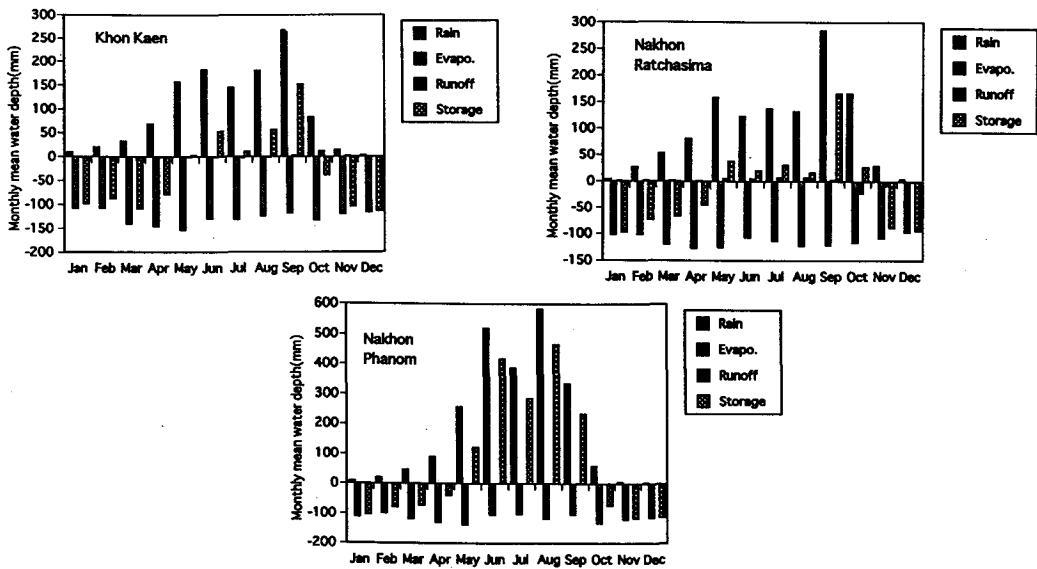 Monthly mean water depth(mm)
300
250
200
150
100
50
0
-50
-100
-150
-200
Khon Kaen
Jan Feb Mar Apr May Jun Jul Aug Sep Oct Nov Dec
Rain
Evapo.
Runoff
Storage
Monthly mean water depth(mm)
300
250
200
150
100
50
0
-50
-100
-150
Nakhon
Ratchasima
Jan Feb Mar Apr May Jun Jul Aug Sep Oct Nov Dec
Rain
Evapo.
Runoff
Storage
Monthly mean water depth(mm)
600
500
400
300
200
100
0
-100
-200
Nakhon
Phanom
Jan Feb Mar Apr May Jun Jul Aug Sep Oct Nov Dec
Rain
Evapo.
Runoff
Storage